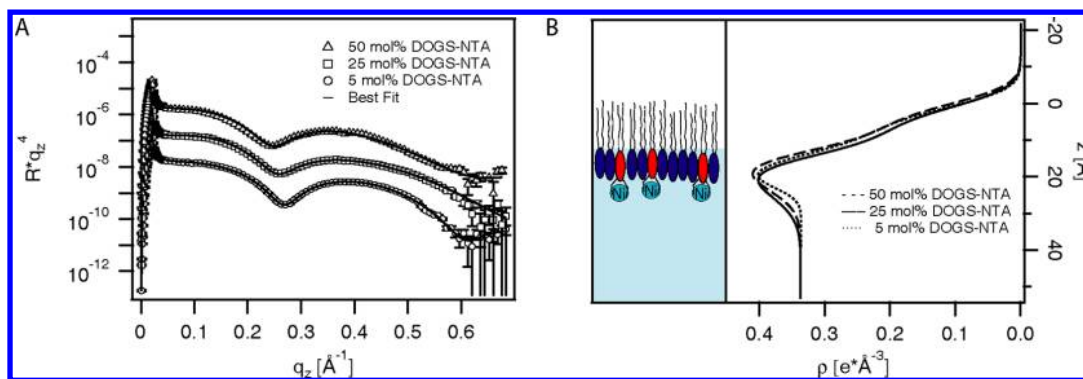 A
50 mol% DOGS-NTA
25 mol% DOGS-NTA
5 mol% DOGS-NTA
Best Fit
R*q_z^4
10^-4
10^-6
10^-8
10^-10
10^-12
0
0.1
0.2
0.3
0.4
0.5
0.6
q_z [Å^-1]
B
Ni
Ni
Ni
50 mol% DOGS-NTA
25 mol% DOGS-NTA
5 mol% DOGS-NTA
-20
0
20
40
z [Å]
0.4
0.3
0.2
0.1
0.0
ρ [e*Å^-3]